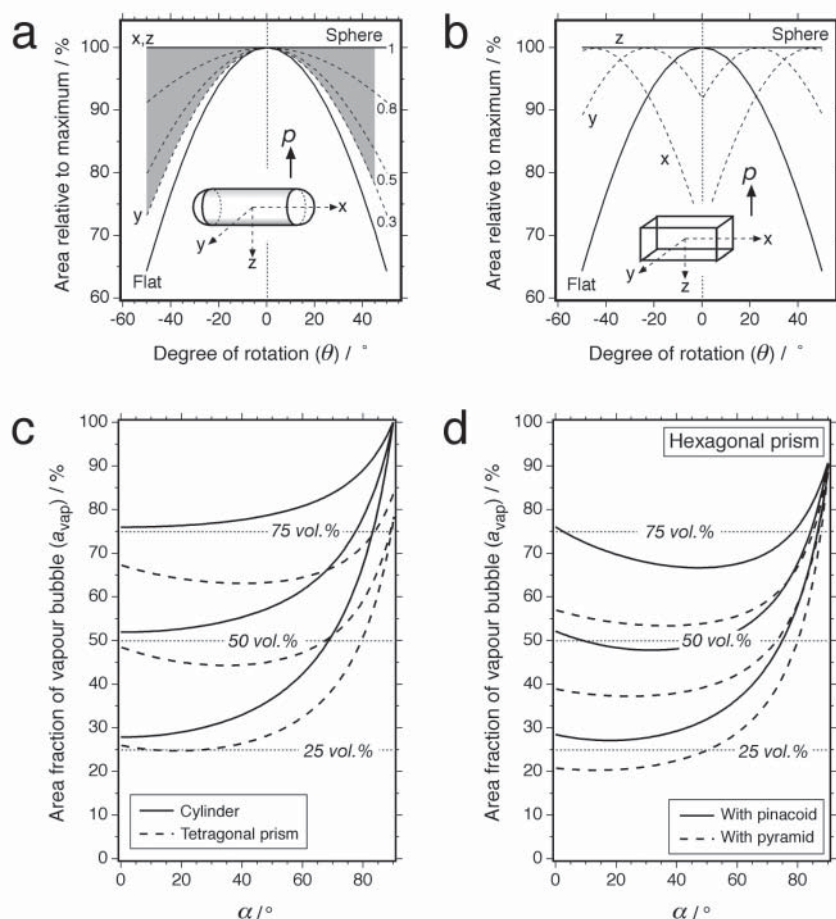 a
x,z
Sphere
100
90
80
70
60
1
0.8
0.5
0.3
p
x
y
z
y
Flat
-60 -40 -20 0 20 40 60
Area relative to maximum / %
Degree of rotation (θ) / °
b
z
Sphere
100
90
80
70
60
y
x
p
x
y
z
Flat
-60 -40 -20 0 20 40
Area relative to maximum / %
Degree of rotation (θ) / °
c
100
90
80
70
60
50
40
30
20
10
0
75 vol.%
50 vol.%
25 vol.%
Cylinder
Tetragonal prism
0 20 40 60 80
Area fraction of vapour bubble (avap) / %
α /°
d
Hexagonal prism
100
90
80
70
60
50
40
30
20
10
0
75 vol.%
50 vol.%
25 vol.%
With pinacoid
With pyramid
0 20 40 60 80
Area fraction of vapour bubble (avap) / %
α /°